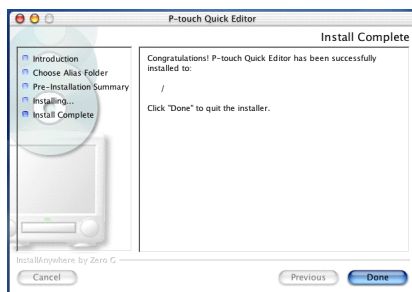 P-touch Quick Editor
Install Complete
Introduction
Choose Alias Folder
Pre-Installation Summary
Installing...
Install Complete
Congratulations! P-touch Quick Editor has been successfully
installed to:
/
Click "Done" to quit the installer.
InstallAnywhere by Zero G
Cancel
Previous
Done